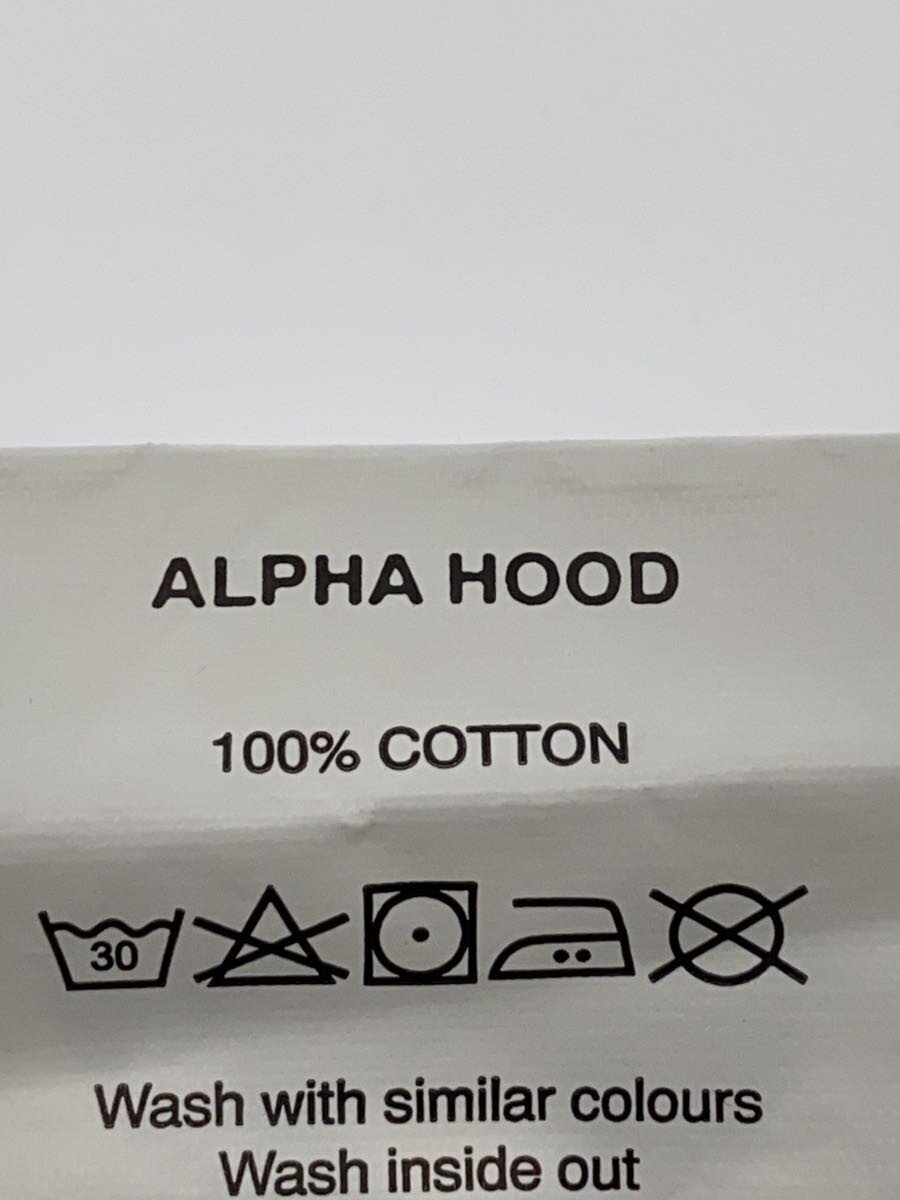 ALPHA HOOD
100% COTTON
30
Wash with similar colours
Wash inside out